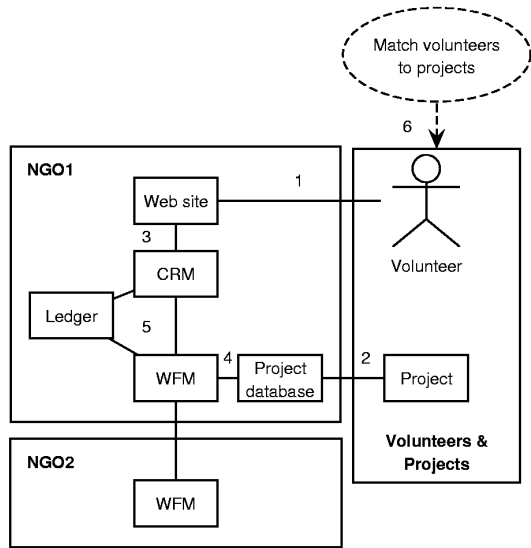 Match volunteers
to projects
6
NGO1
1
Web site
3
CRM
Volunteer
Ledger
5
4
2
WFM
Project
database
Project
Volunteers &
Projects
NGO2
WFM